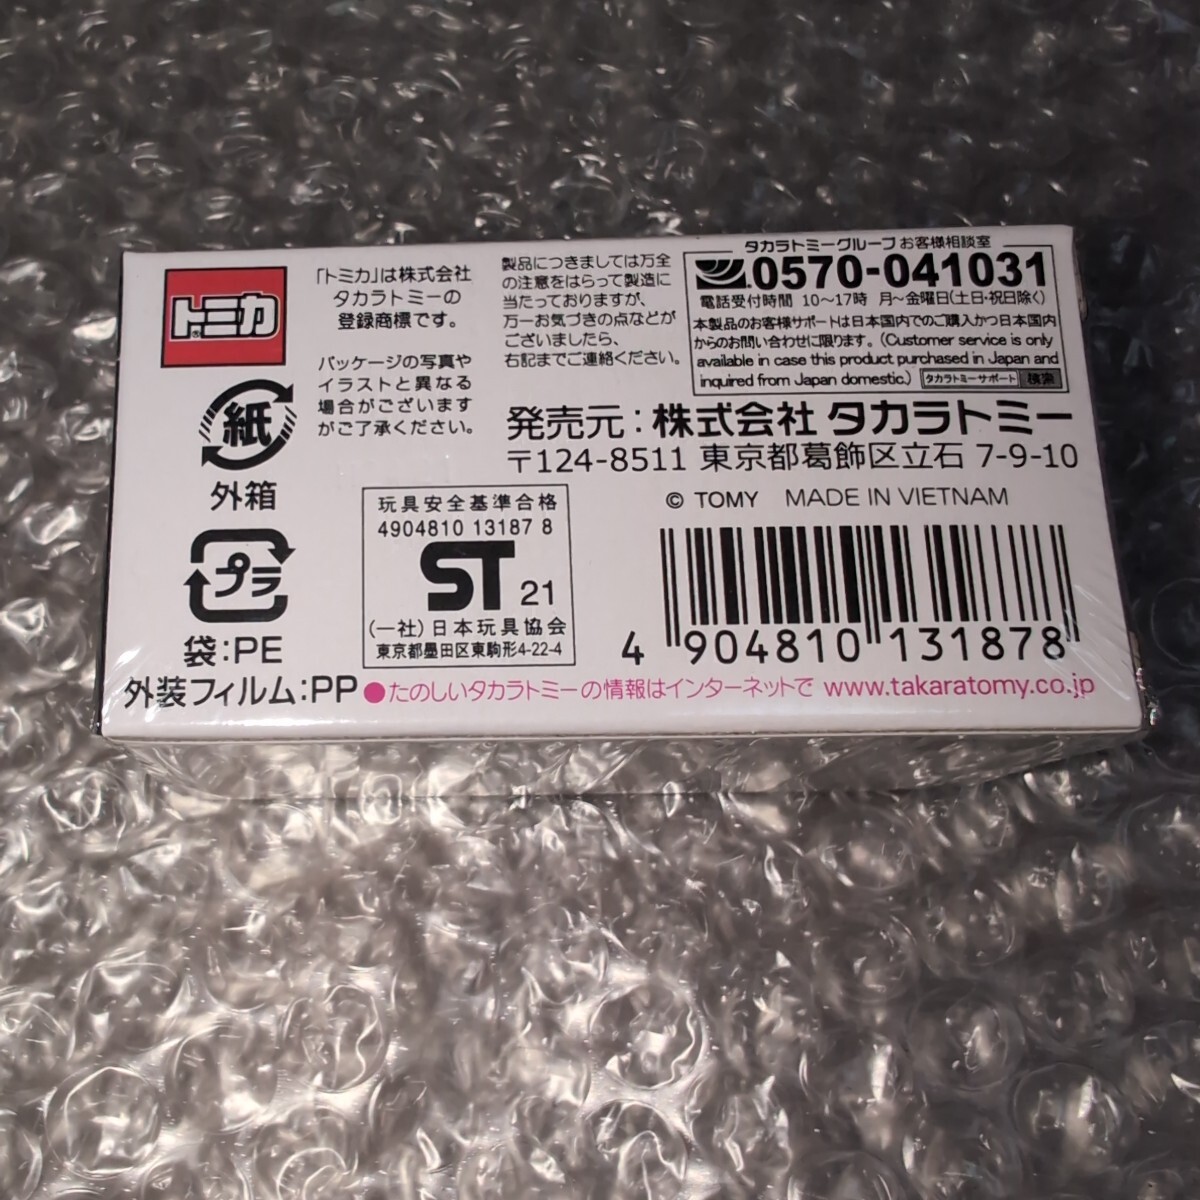 トミカ
®
「トミカ」は株式会社
タカラトミーの
登録商標です。
パッケージの写真や
イラストと異なる
場合がございます
がご了承ください。
製品につきましては万全
の注意をはらって製造に
当たっておりますが、
万一お気づきの点などが
ございましたら、
右記までご連絡ください。
タカラトミーグループ お客様相談室
0570-041031
電話受付時間 10〜17時 月〜金曜日(土日・祝日除く)
本製品のお客様サポートは日本国内でのご購入かつ日本国内
からのお問い合わせに限ります。(Customer service is only
available in case this product purchased in Japan and
inquired from Japan domestic.) タカラトミーサポート 検索
発売元:株式会社 タカラトミー
〒124-8511 東京都葛飾区立石 7-9-10
© TOMY MADE IN VIETNAM
紙
外箱
プラ
袋:PE
外装フィルム:PP
玩具安全基準合格
4904810 13187 8
ST 21
(一社)日本玩具協会
東京都墨田区東駒形4-22-4
4 904810 131878
●たのしいタカラトミーの情報はインターネットで www.takaratomy.co.jp